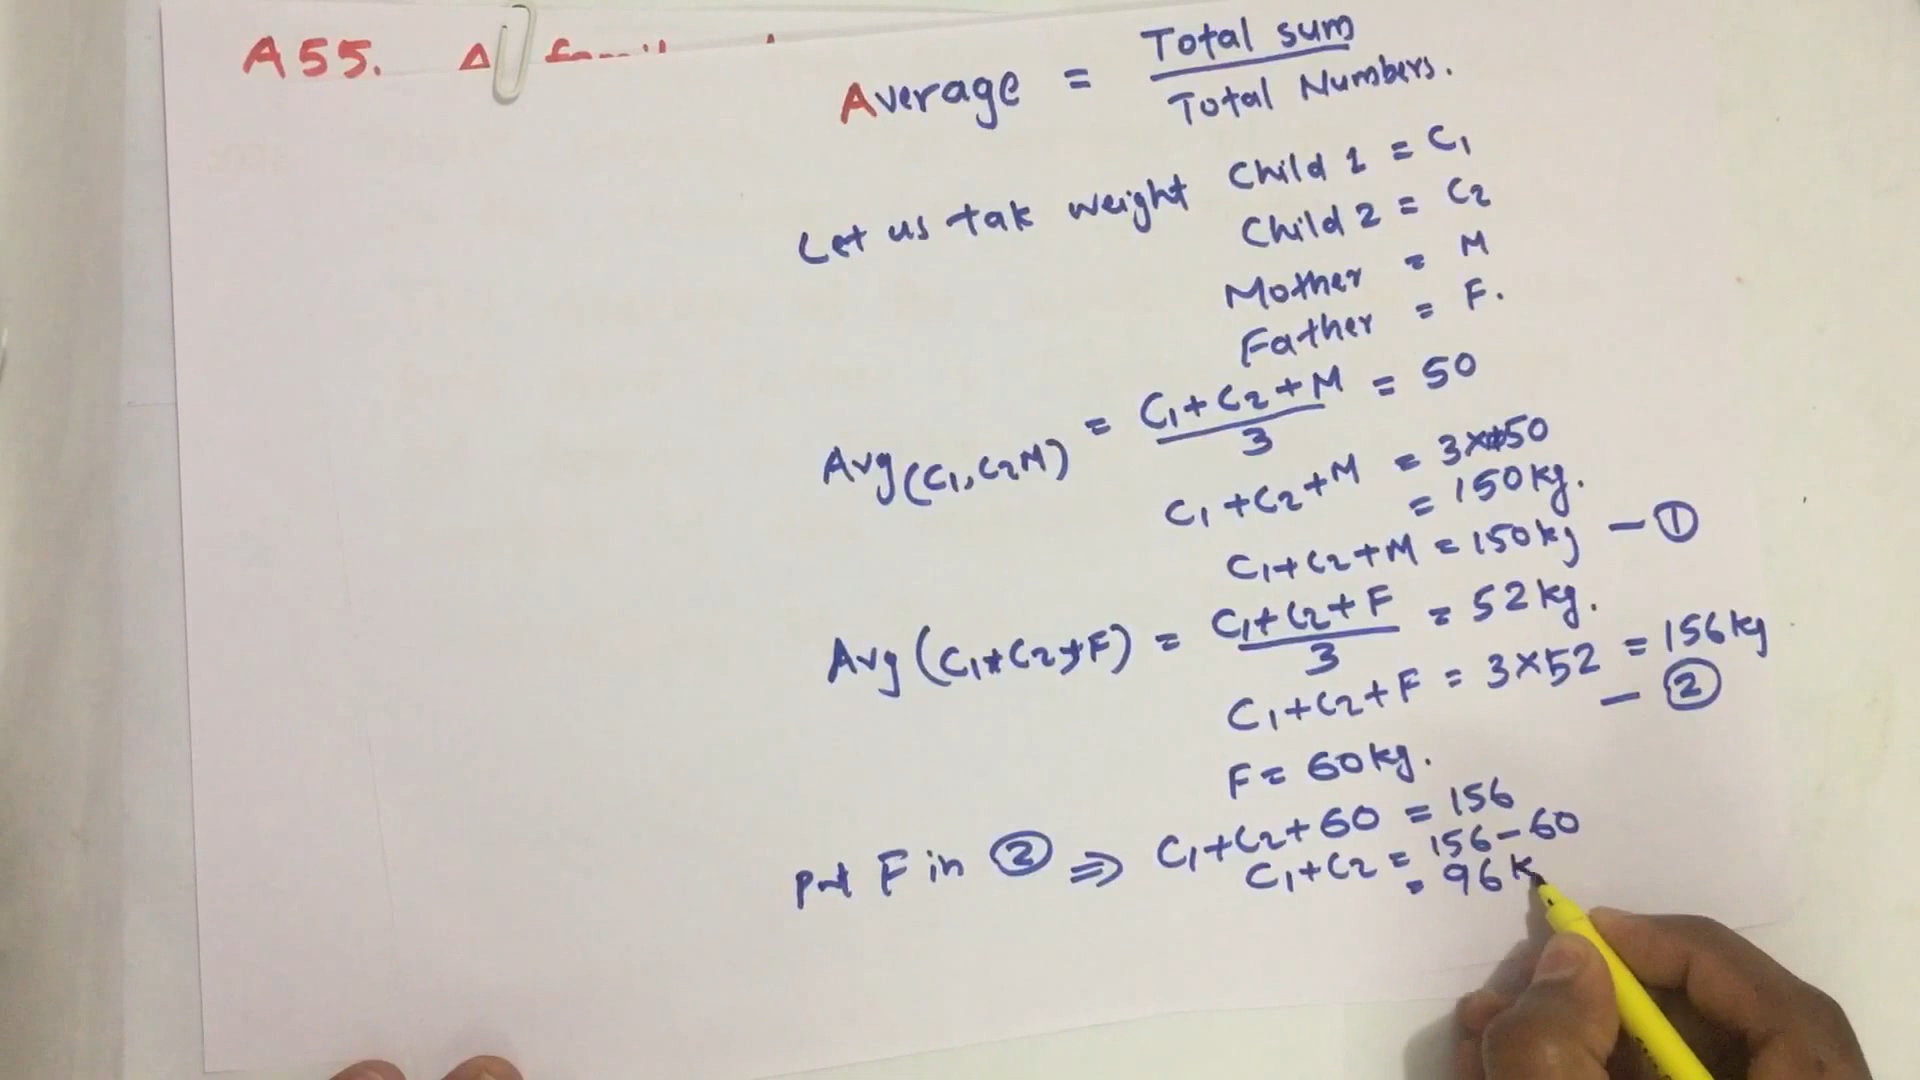 A55. A
Average = Total sum
Total Numbers.
Let us tak weight Child 1 = C₁
Child 2 = C₂
Mother = M
Father = F.
Avg(C₁,C₂M) = C₁+C₂+M = 50
3
C₁+C₂+M = 3×50
= 150kg.
C₁+C₂+M = 150kg — ①
Avg(C₁+C₂+F) = C₁+C₂+F = 52kg.
3
C₁+C₂+F = 3×52 = 156kg
— ②
F = 60kg.
Put F in ② ⇒ C₁+C₂+60 = 156
C₁+C₂ = 156-60
= 96k